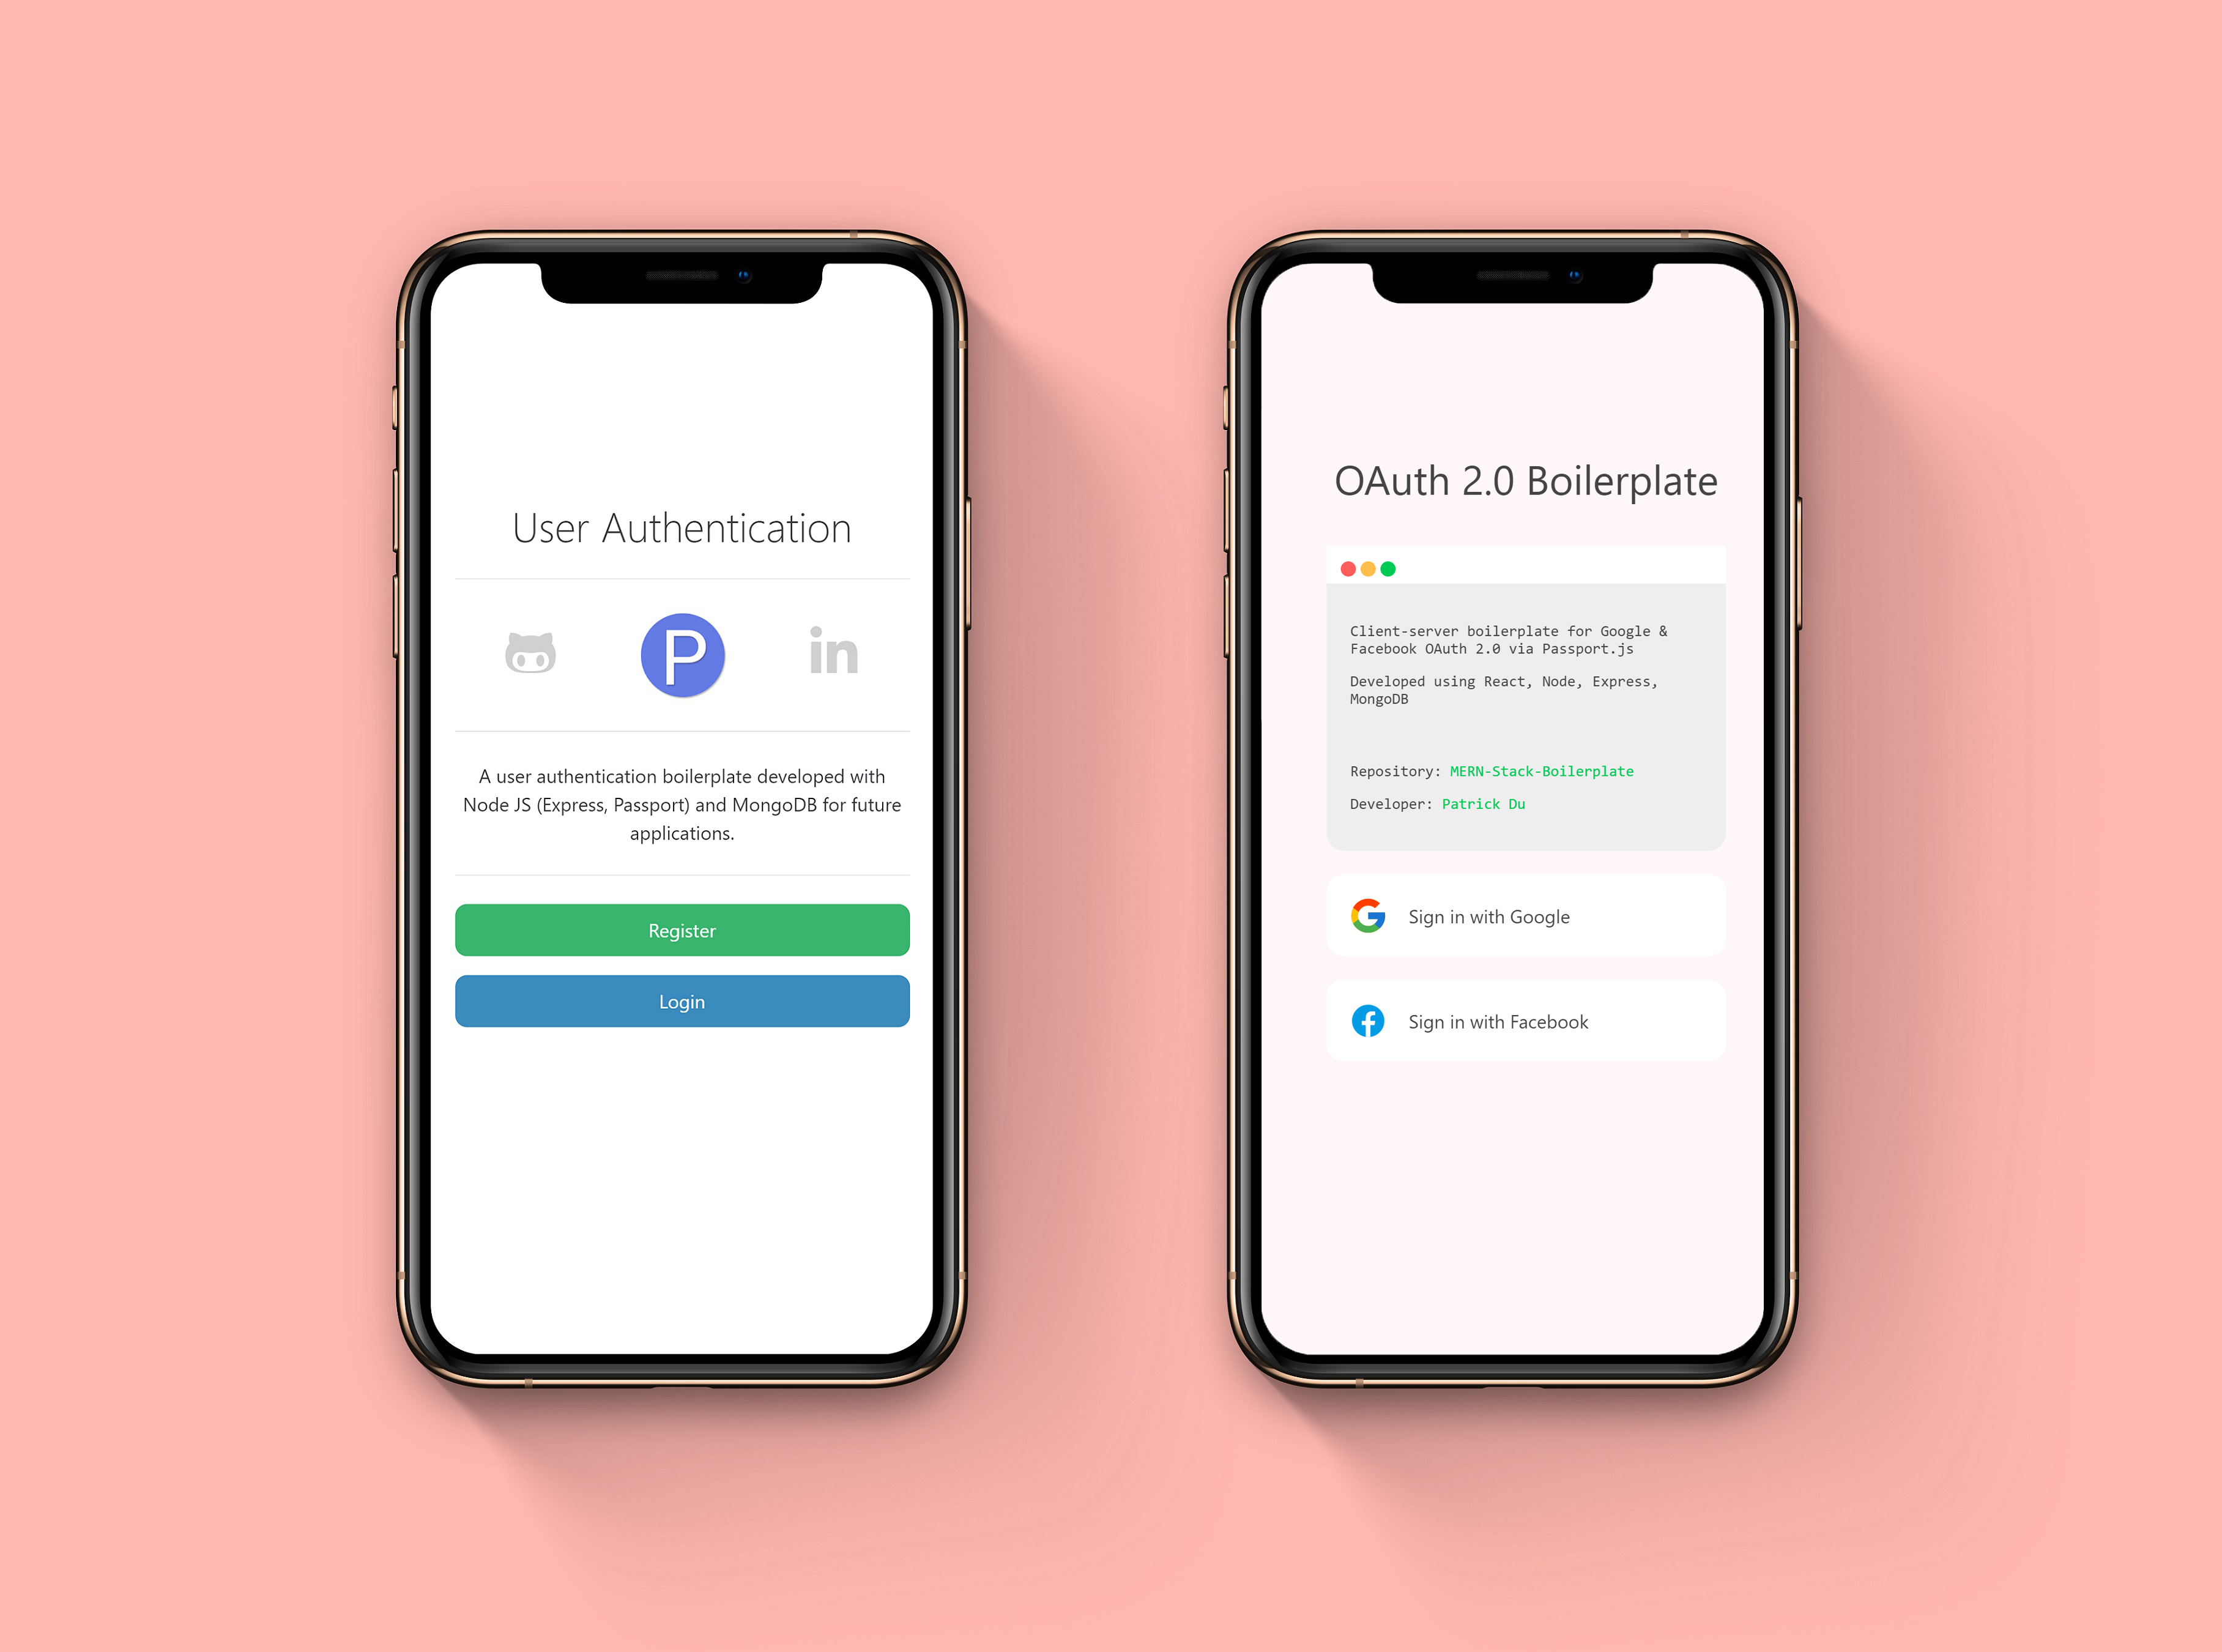 User Authentication
P
in
A user authentication boilerplate developed with
Node JS (Express, Passport) and MongoDB for future
applications.
Register
Login
OAuth 2.0 Boilerplate
Client-server boilerplate for Google &
Facebook OAuth 2.0 via Passport.js
Developed using React, Node, Express,
MongoDB
Repository: MERN-Stack-Boilerplate
Developer: Patrick Du
Sign in with Google
Sign in with Facebook